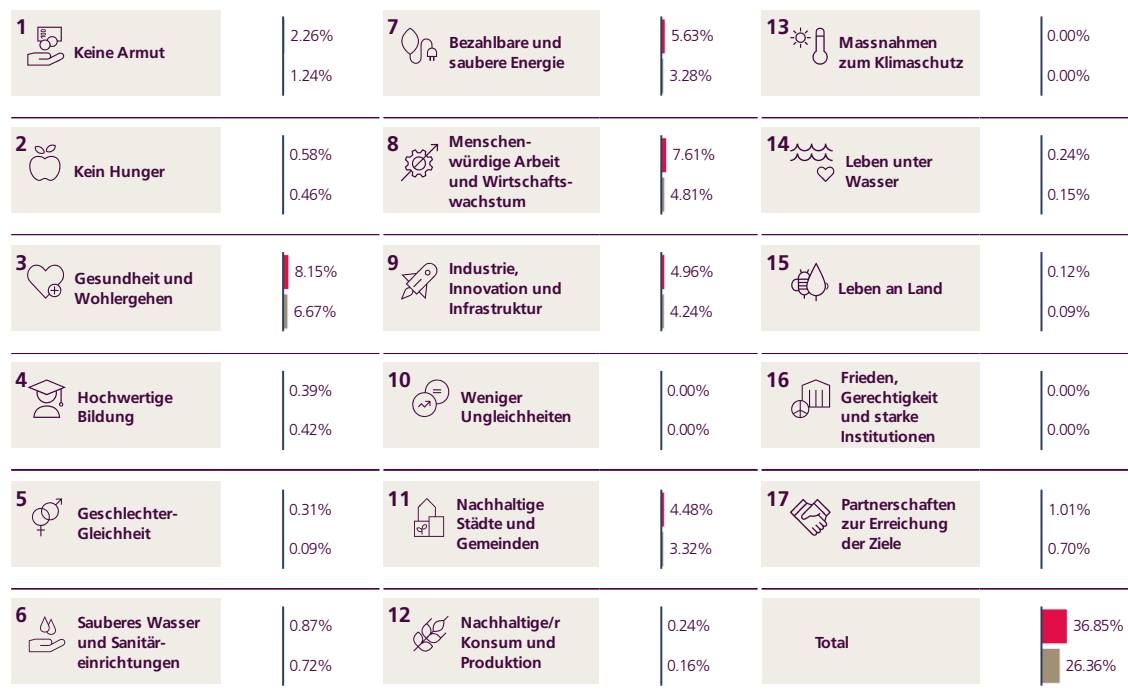 1
Keine Armut
2.26%
1.24%
2
Kein Hunger
0.58%
0.46%
3
Gesundheit und
Wohlergehen
8.15%
6.67%
4
Hochwertige
Bildung
0.39%
0.42%
5
Geschlechter-
Gleichheit
0.31%
0.09%
6
Sauberes Wasser
und Sanitär-
einrichtungen
0.87%
0.72%
7
Bezahlbare und
saubere Energie
5.63%
3.28%
8
Menschen-
würdige Arbeit
und Wirtschafts-
wachstum
7.61%
4.81%
9
Industrie,
Innovation und
Infrastruktur
4.96%
4.24%
10
Weniger
Ungleichheiten
0.00%
0.00%
11
Nachhaltige
Städte und
Gemeinden
4.48%
3.32%
12
Nachhaltige/r
Konsum und
Produktion
0.24%
0.16%
13
Massnahmen
zum Klimaschutz
0.00%
0.00%
14
Leben unter
Wasser
0.24%
0.15%
15
Leben an Land
0.12%
0.09%
16
Frieden,
Gerechtigkeit
und starke
Institutionen
0.00%
0.00%
17
Partnerschaften
zur Erreichung
der Ziele
1.01%
0.70%
Total
36.85%
26.36%